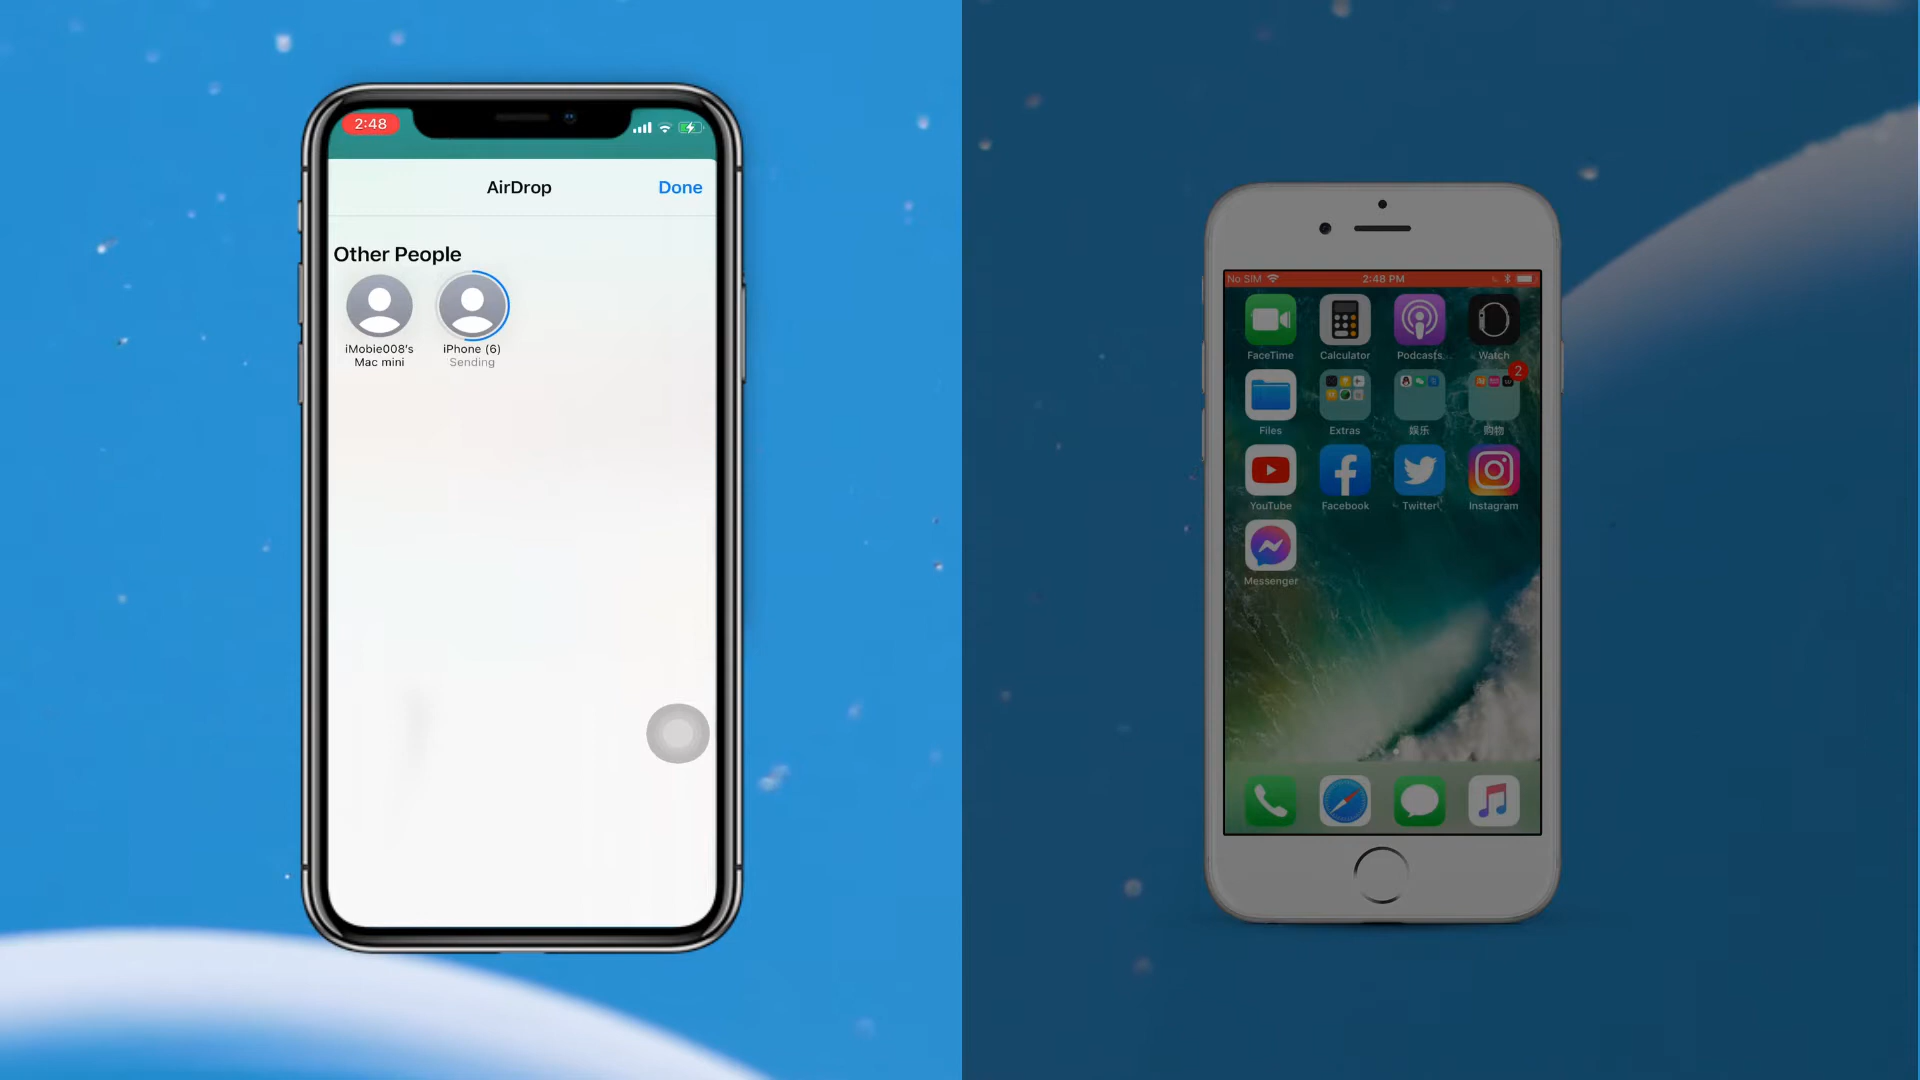 2:48
AirDrop
Done
Other People
iMobie008's
Mac mini
iPhone (6)
Sending
No SIM
2:48 PM
FaceTime
Calculator
Podcasts
Watch
2
Files
Extras
娱乐
购物
YouTube
Facebook
Twitter
Instagram
Messenger